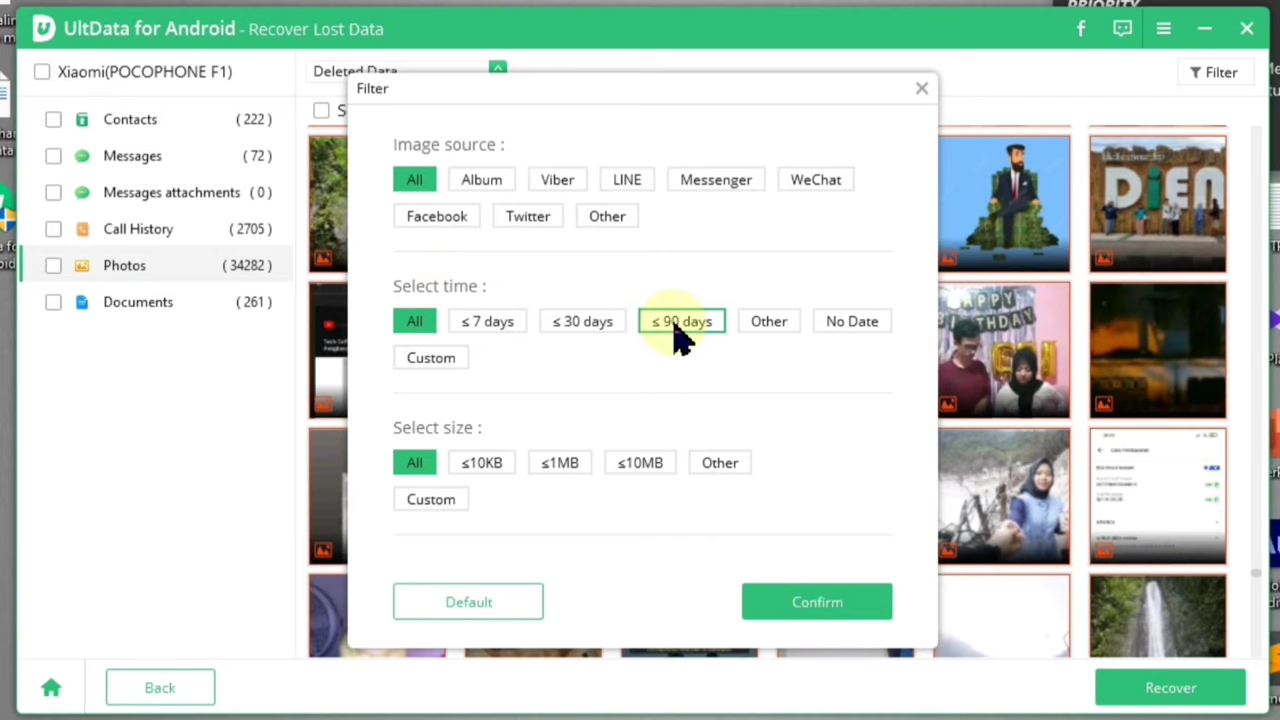 PRIORITY
UltData for Android - Recover Lost Data
Xiaomi(POCOPHONE F1)
Deleted Data
Filter
Contacts ( 222 )
Messages ( 72 )
Messages attachments ( 0 )
Call History ( 2705 )
Photos ( 34282 )
Documents ( 261 )
Filter
Image source :
All Album Viber LINE Messenger WeChat
Facebook Twitter Other
Select time :
All ≤ 7 days ≤ 30 days ≤ 90 days Other No Date
Custom
Select size :
All ≤10KB ≤1MB ≤10MB Other
Custom
Default Confirm
DIEN
HAPPY
Back Recover